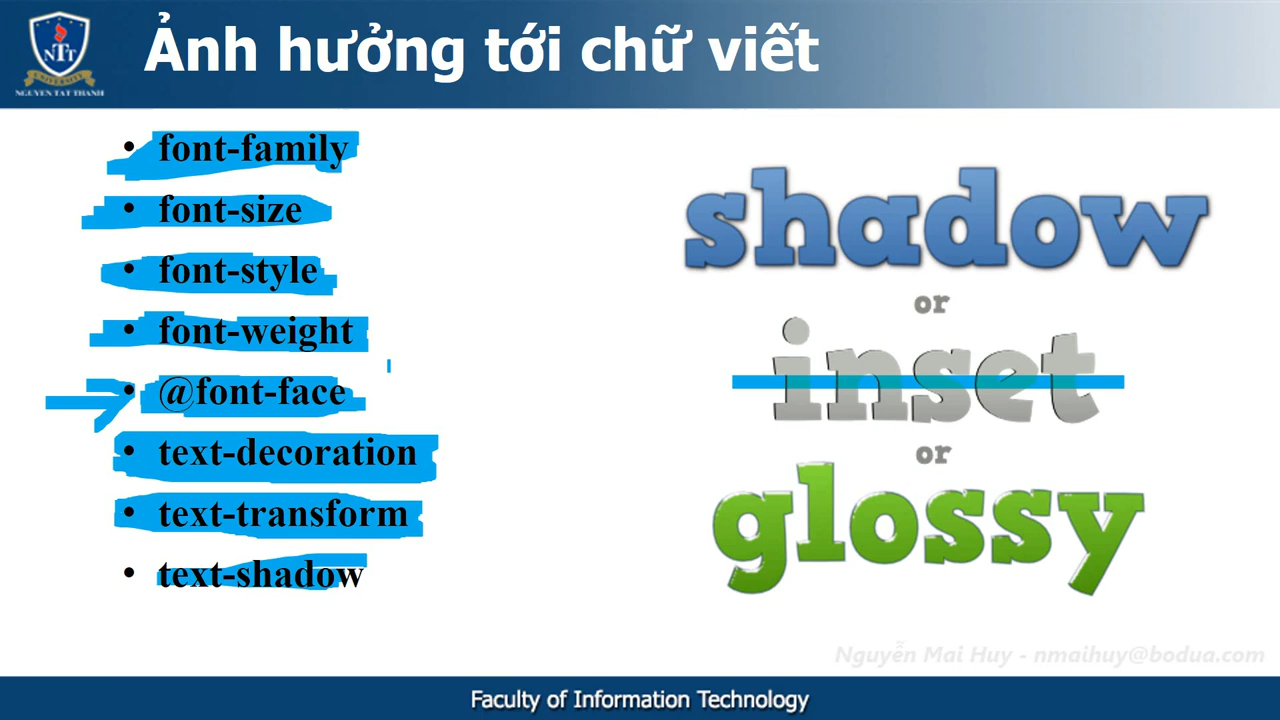 NTT
UNIVERSITY
NGUYEN TAT THANH
Ảnh hưởng tới chữ viết
• font-family
• font-size
• font-style
• font-weight
• @font-face
• text-decoration
• text-transform
• text-shadow
shadow
or
inset
or
glossy
Nguyễn Mai Huy - nmaihuy@bodua.com
Faculty of Information Technology